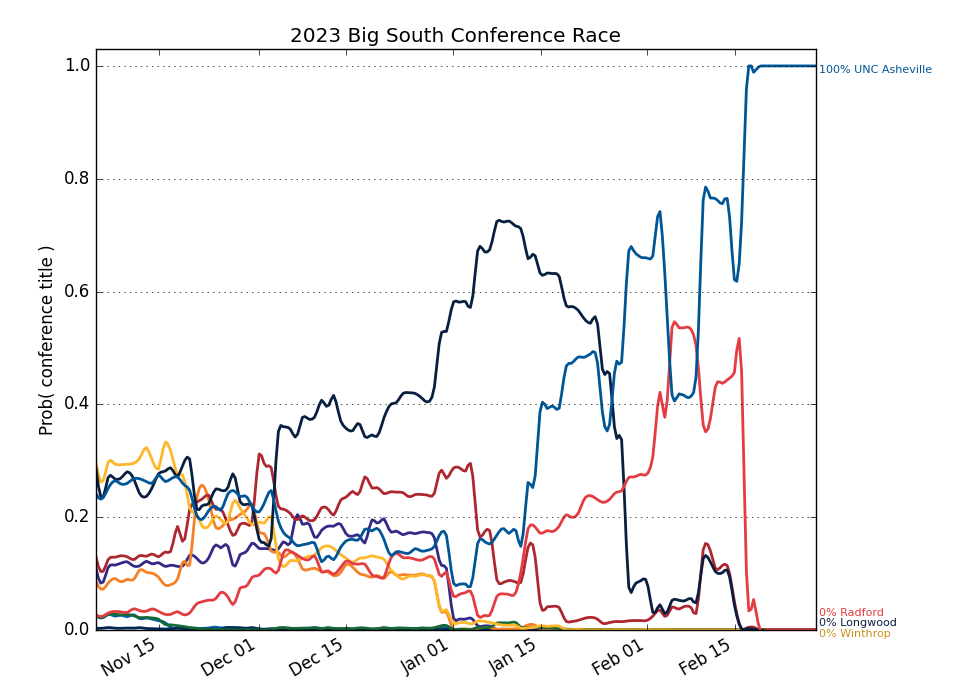 2023 Big South Conference Race
Prob( conference title )
1.0
0.8
0.6
0.4
0.2
0.0
Nov 15
Dec 01
Dec 15
Jan 01
Jan 15
Feb 01
Feb 15
100% UNC Asheville
0% Radford
0% Longwood
0% Winthrop